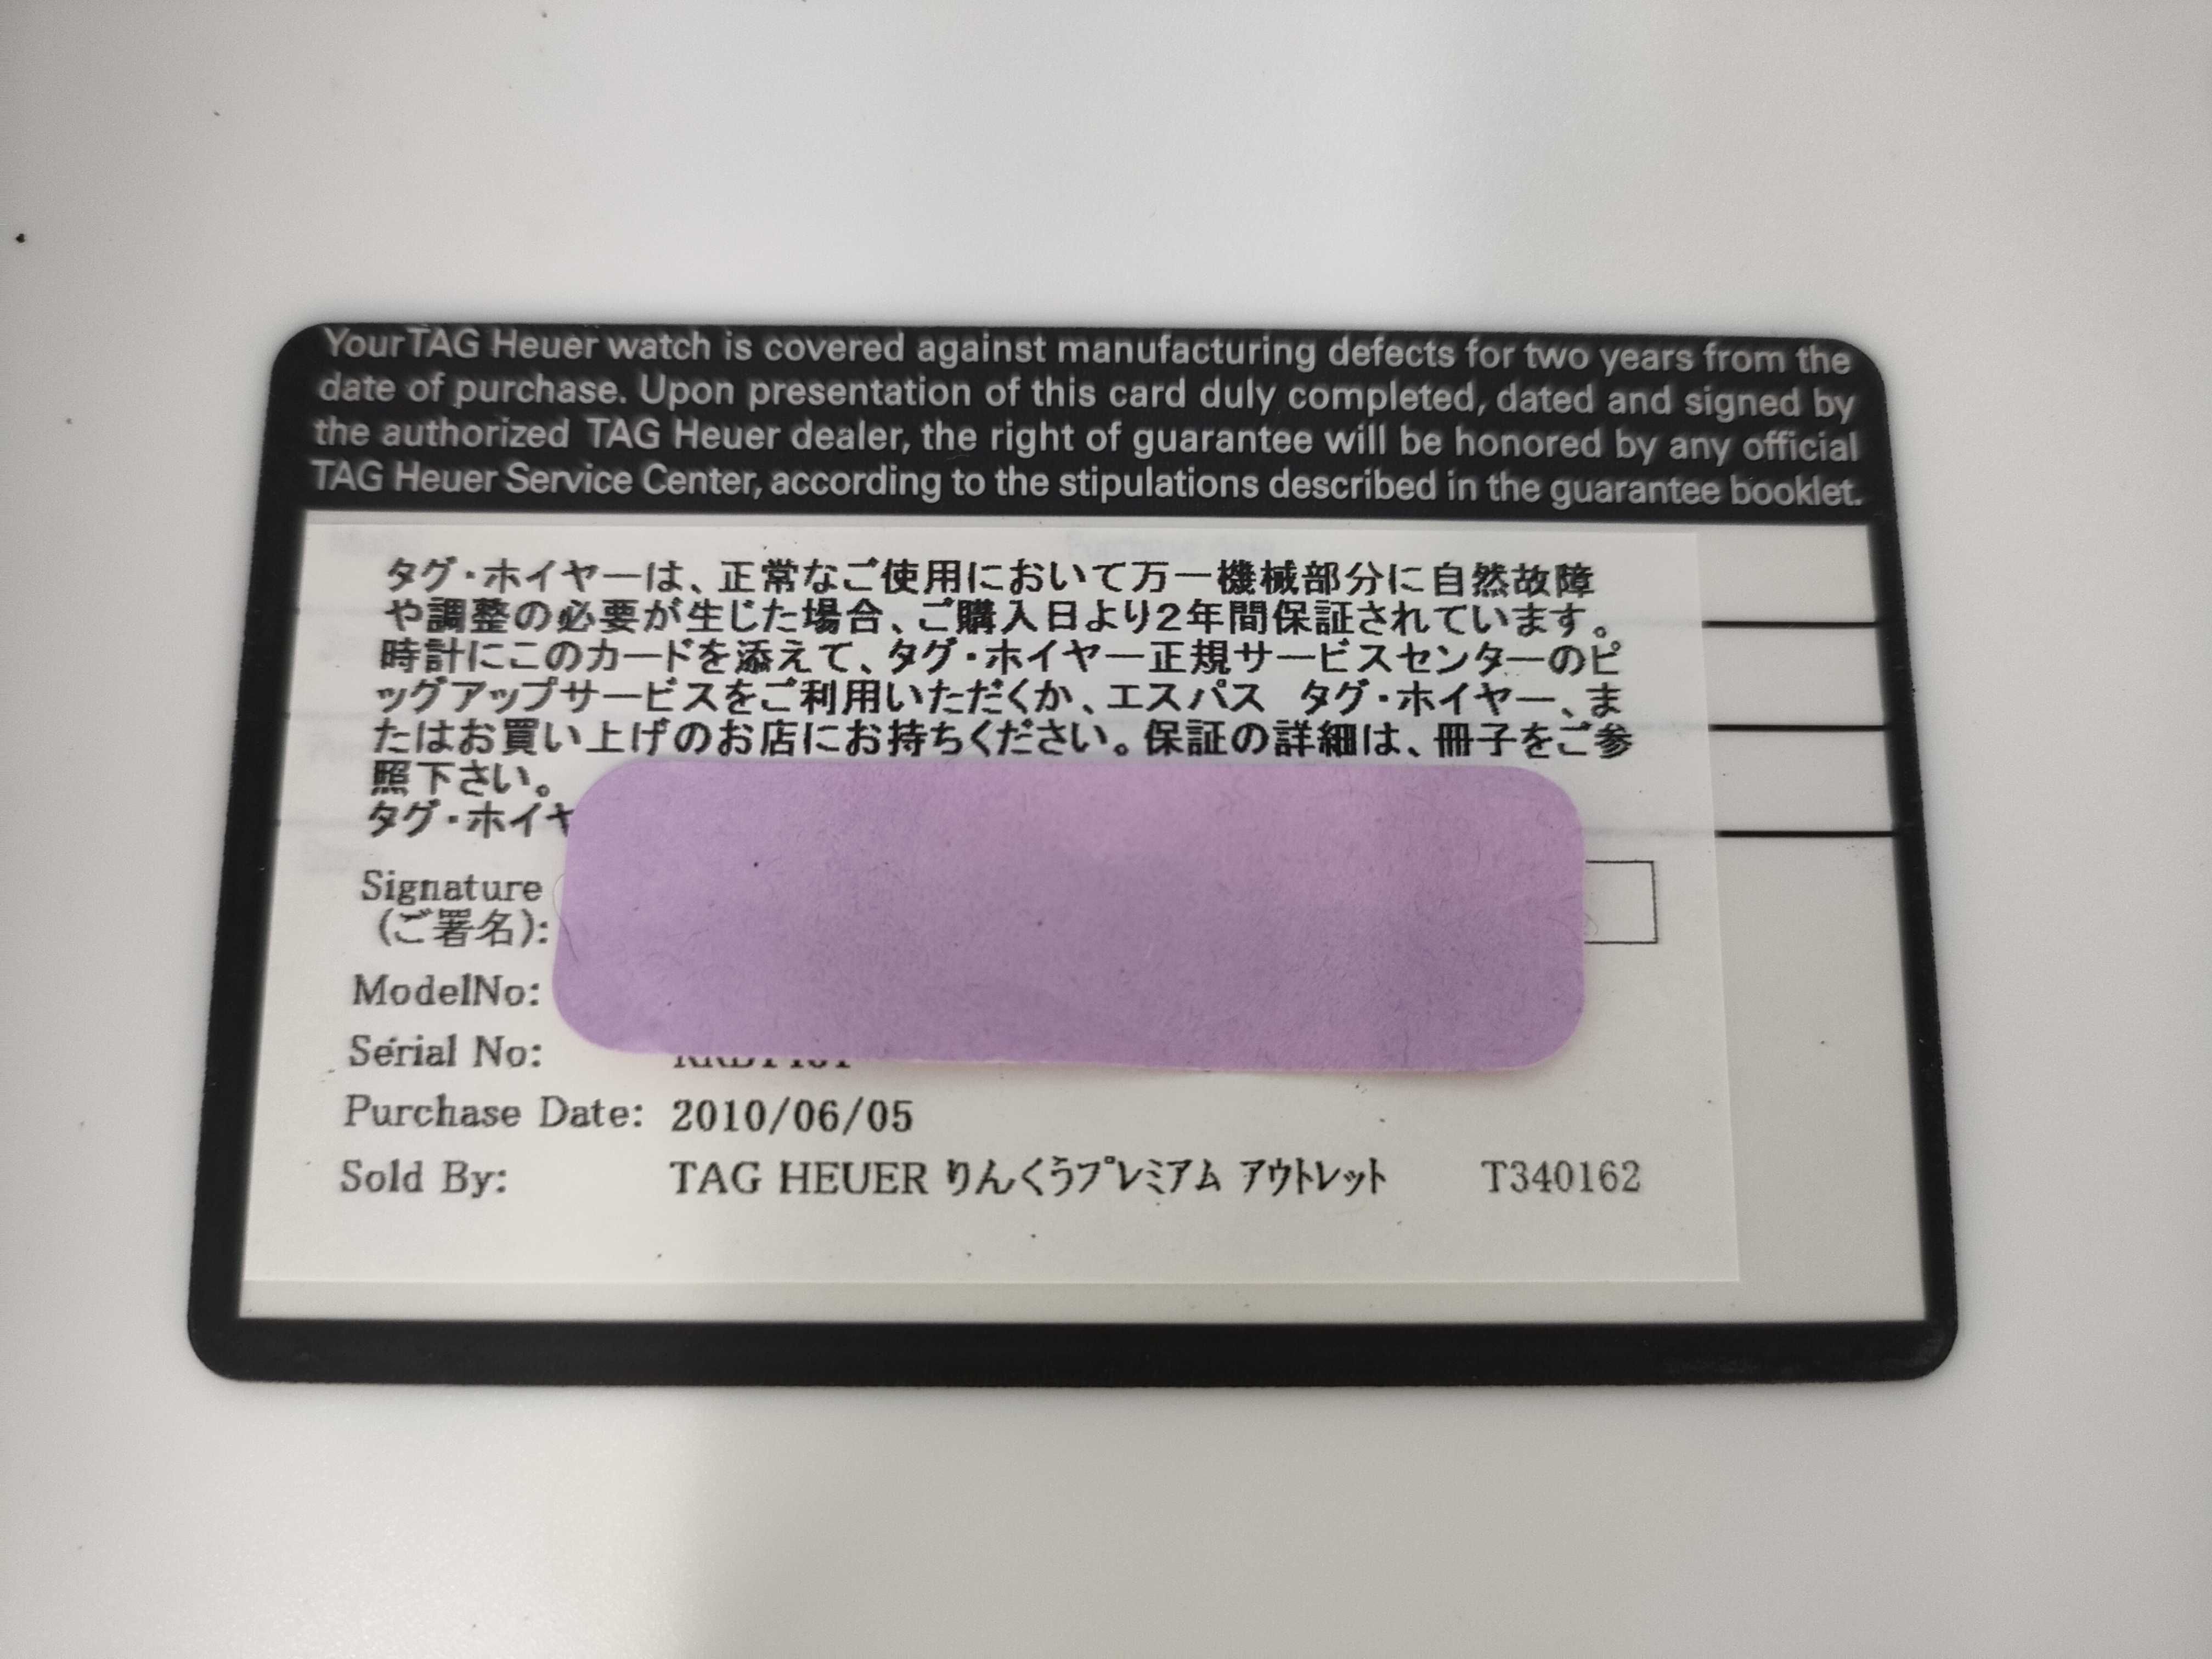 Your TAG Heuer watch is covered against manufacturing defects for two years from the
date of purchase. Upon presentation of this card duly completed, dated and signed by
the authorized TAG Heuer dealer, the right of guarantee will be honored by any official
TAG Heuer Service Center, according to the stipulations described in the guarantee booklet.
タグ・ホイヤーは、正常なご使用において万一機械部分に自然故障
や調整の必要が生じた場合、ご購入日より2年間保証されています。
時計にこのカードを添えて、タグ・ホイヤー正規サービスセンターのピ
ッグアップサービスをご利用いただくか、エスパス タグ・ホイヤー、ま
たはお買い上げのお店にお持ちください。保証の詳細は、冊子をご参
照下さい。
タグ・ホイヤ
Signature
(ご署名):
ModelNo:
Serial No:
Purchase Date: 2010/06/05
Sold By: TAG HEUER りんくうプレミアム アウトレット T340162